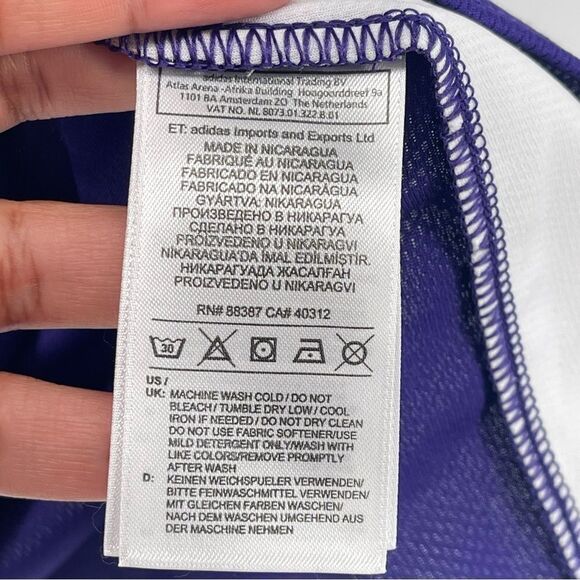 adidas International Trading BV
Atlas Arena -Afrika Building Hoogoorddreef 9a
1101 BA Amsterdam ZO The Netherlands
VAT NO. NL 8073.01.322.B.01
ET: adidas Imports and Exports Ltd
MADE IN NICARAGUA
FABRIQUÉ AU NICARAGUA
FABRICADO EN NICARAGUA
FABRICADO NA NICARÁGUA
GYÁRTVA: NIKARAGUA
ПРОИЗВЕДЕНО В НИКАРАГУА
СДЕЛАНО В НИКАРАГУА
PROIZVEDENO U NIKARAGVI
NİKARAGUA'DA İMAL EDİLMİŞTİR.
НИКАРАГУАДА ЖАСАЛҒАН
PROIZVEDENO U NIKARAGVI
RN# 88387 CA# 40312
30
US /
UK: MACHINE WASH COLD / DO NOT
BLEACH / TUMBLE DRY LOW / COOL
IRON IF NEEDED / DO NOT DRY CLEAN
DO NOT USE FABRIC SOFTENER/USE
MILD DETERGENT ONLY/WASH WITH
LIKE COLORS/REMOVE PROMPTLY
AFTER WASH
D: KEINEN WEICHSPUELER VERWENDEN/
BITTE FEINWASCHMITTEL VERWENDEN/
MIT GLEICHEN FARBEN WASCHEN/
NACH DEM WASCHEN UMGEHEND AUS
DER MASCHINE NEHMEN